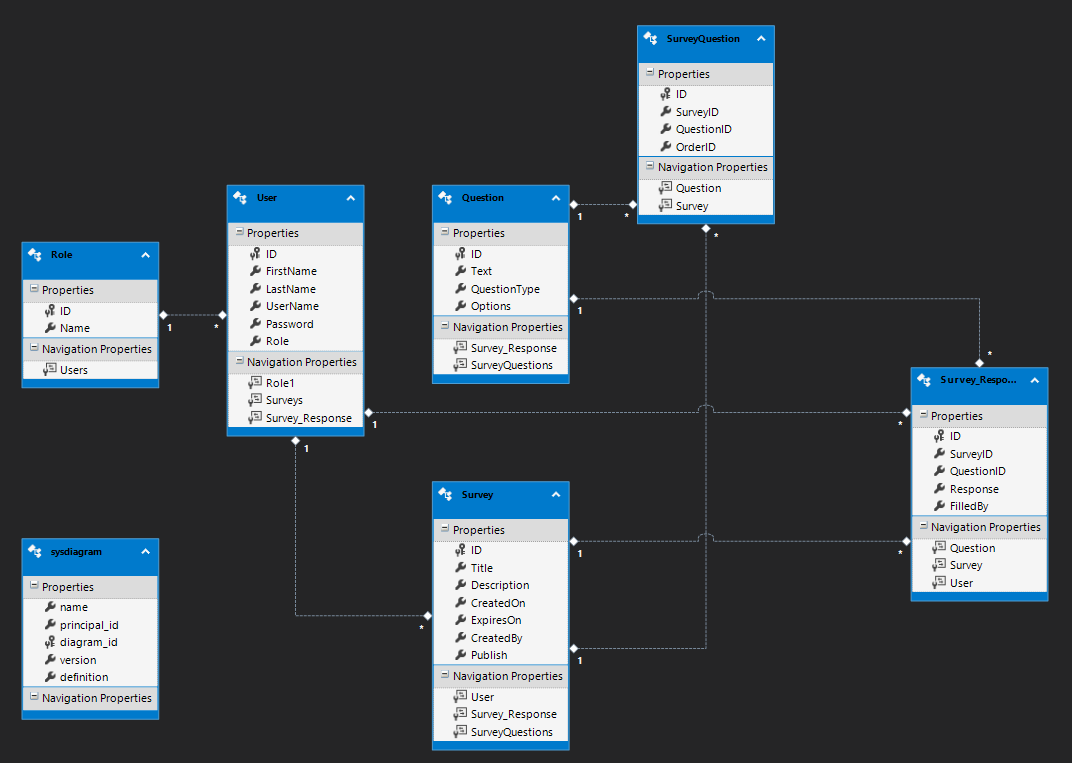 SurveyQuestion
Properties
ID
SurveyID
QuestionID
OrderID
Navigation Properties
Question
Survey
User
Properties
ID
FirstName
LastName
UserName
Password
Role
Navigation Properties
Role1
Surveys
Survey_Response
Question
Properties
ID
Text
QuestionType
Options
Navigation Properties
Survey_Response
SurveyQuestions
Role
Properties
ID
Name
Navigation Properties
Users
Survey_Respo...
Properties
ID
SurveyID
QuestionID
Response
FilledBy
Navigation Properties
Question
Survey
User
Survey
Properties
ID
Title
Description
CreatedOn
ExpiresOn
CreatedBy
Publish
Navigation Properties
User
Survey_Response
SurveyQuestions
sysdiagram
Properties
name
principal_id
diagram_id
version
definition
Navigation Properties
1
*
1
*
*
1
*
1
*
1
*
1
*
1